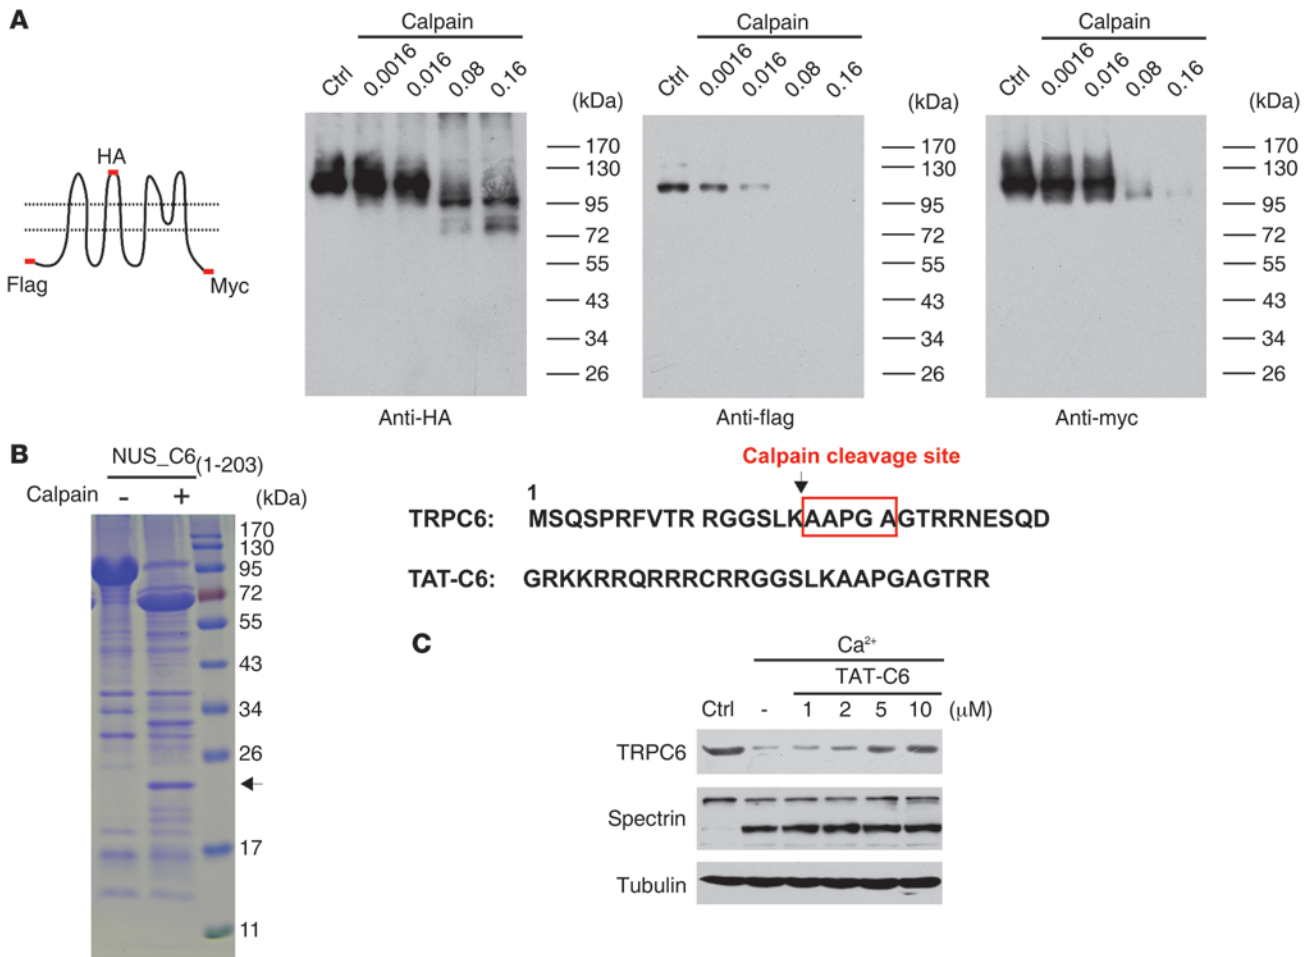 A
Calpain
Ctrl 0.0016 0.016 0.08 0.16
(kDa)
170
130
95
72
55
43
34
26
Anti-HA
Calpain
Ctrl 0.0016 0.016 0.08 0.16
(kDa)
170
130
95
72
55
43
34
26
Anti-flag
Calpain
Ctrl 0.0016 0.016 0.08 0.16
(kDa)
170
130
95
72
55
43
34
26
Anti-myc
HA
Flag
Myc
B
NUS_C6(1-203)
Calpain - + (kDa)
170
130
95
72
55
43
34
26
17
11
Calpain cleavage site
1
TRPC6: MSQSPRFVTR RGGSLKAAPG AGTRRNESQD
TAT-C6: GRKKRRQRRRCRRGGSLKAAPGAGTRR
C
Ca²⁺
TAT-C6
Ctrl - 1 2 5 10 (μM)
TRPC6
Spectrin
Tubulin